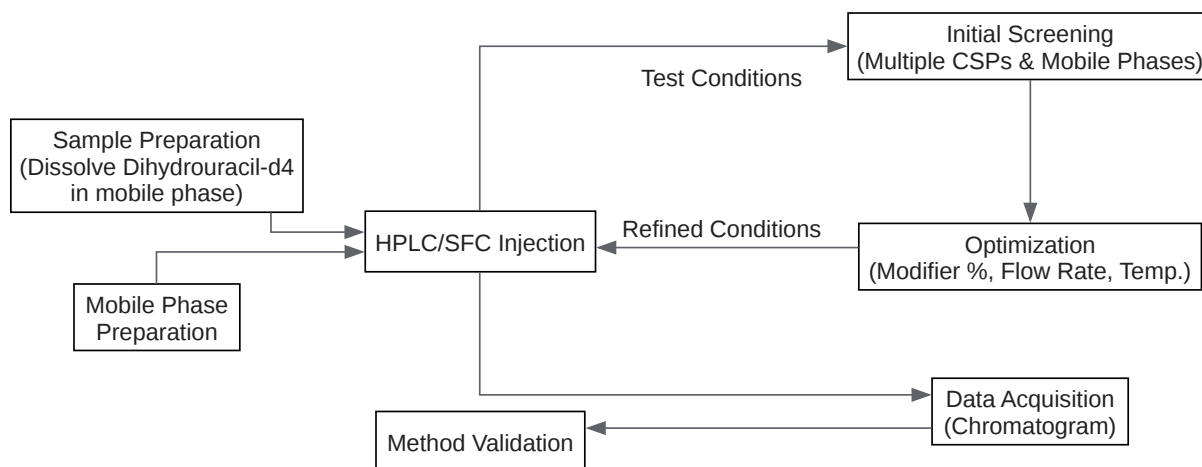 Initial Screening
(Multiple CSPs & Mobile Phases)
Test Conditions
Sample Preparation
(Dissolve Dihydrouracil-d4
in mobile phase)
HPLC/SFC Injection
Refined Conditions
Optimization
(Modifier %, Flow Rate, Temp.)
Mobile Phase
Preparation
Data Acquisition
(Chromatogram)
Method Validation